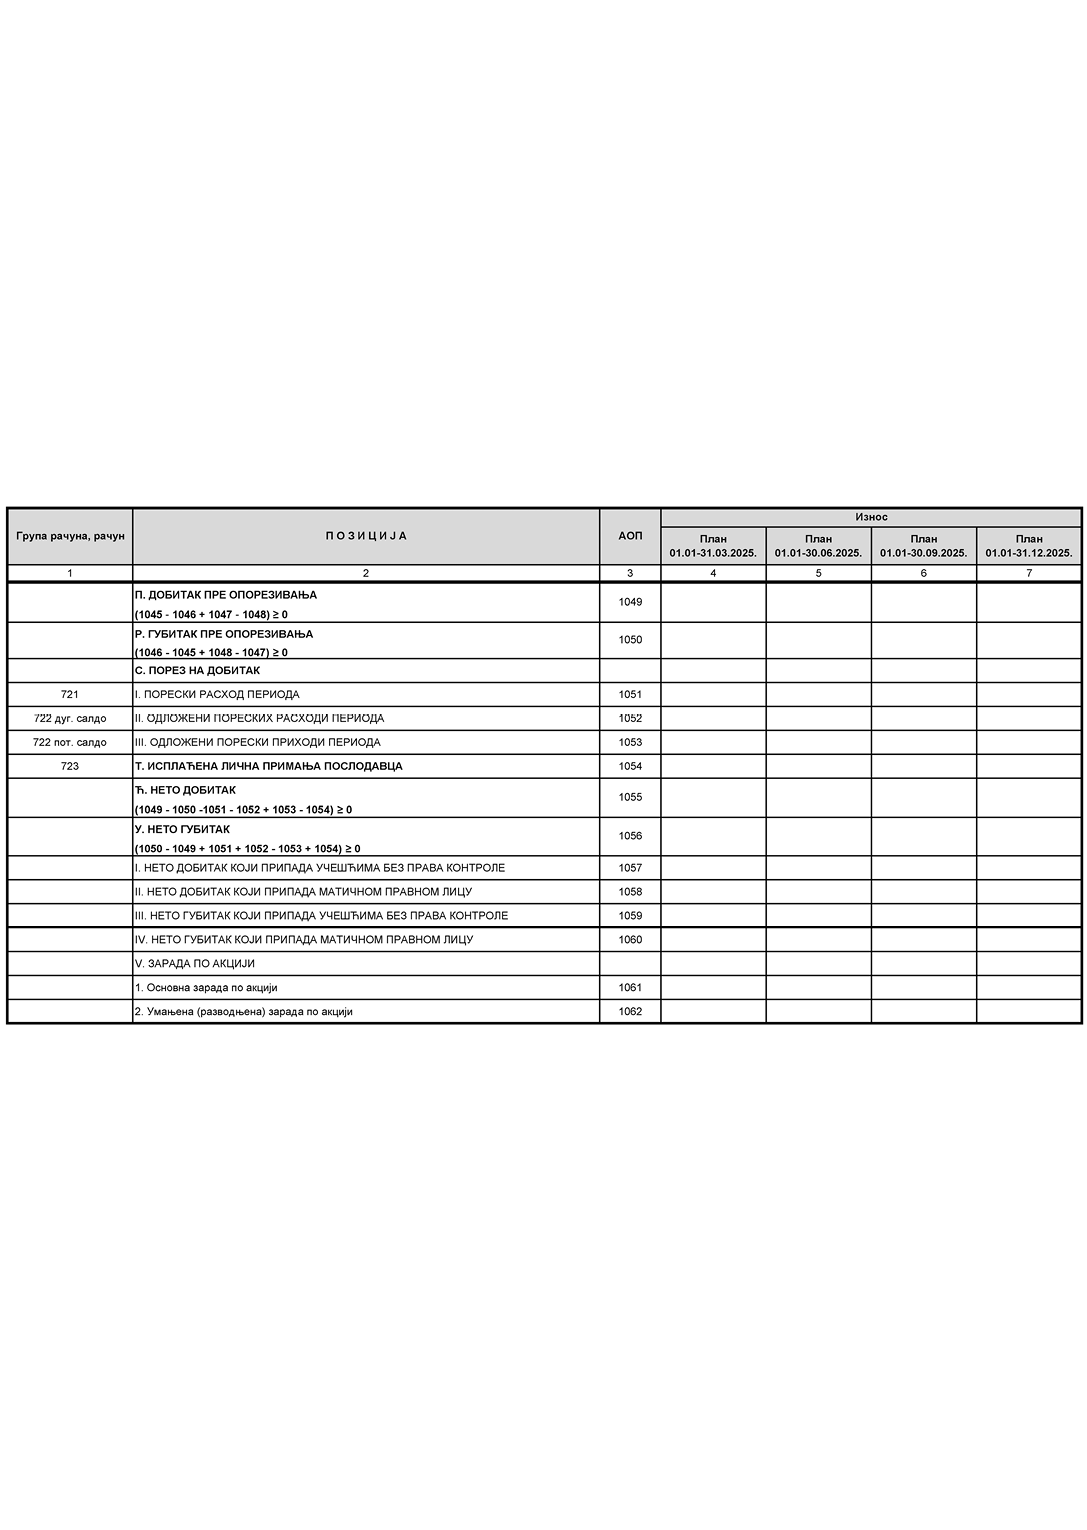 Група рачуна, рачун
П О З И Ц И Ј А
АОП
Износ
План
01.01-31.03.2025.
План
01.01-30.06.2025.
План
01.01-30.09.2025.
План
01.01-31.12.2025.
1 2 3 4 5 6 7
П. ДОБИТАК ПРЕ ОПОРЕЗИВАЊА
(1045 - 1046 + 1047 - 1048) ≥ 0
1049
Р. ГУБИТАК ПРЕ ОПОРЕЗИВАЊА
(1046 - 1045 + 1048 - 1047) ≥ 0
1050
С. ПОРЕЗ НА ДОБИТАК
721 I. ПОРЕСКИ РАСХОД ПЕРИОДА 1051
722 дуг. салдо II. ОДЛОЖЕНИ ПОРЕСКИХ РАСХОДИ ПЕРИОДА 1052
722 пот. салдо III. ОДЛОЖЕНИ ПОРЕСКИ ПРИХОДИ ПЕРИОДА 1053
723 Т. ИСПЛАЋЕНА ЛИЧНА ПРИМАЊА ПОСЛОДАВЦА 1054
Ћ. НЕТО ДОБИТАК
(1049 - 1050 -1051 - 1052 + 1053 - 1054) ≥ 0
1055
У. НЕТО ГУБИТАК
(1050 - 1049 + 1051 + 1052 - 1053 + 1054) ≥ 0
1056
I. НЕТО ДОБИТАК КОЈИ ПРИПАДА УЧЕШЋИМА БЕЗ ПРАВА КОНТРОЛЕ 1057
II. НЕТО ДОБИТАК КОЈИ ПРИПАДА МАТИЧНОМ ПРАВНОМ ЛИЦУ 1058
III. НЕТО ГУБИТАК КОЈИ ПРИПАДА УЧЕШЋИМА БЕЗ ПРАВА КОНТРОЛЕ 1059
IV. НЕТО ГУБИТАК КОЈИ ПРИПАДА МАТИЧНОМ ПРАВНОМ ЛИЦУ 1060
V. ЗАРАДА ПО АКЦИЈИ
1. Основна зарада по акцији 1061
2. Умањена (разводњена) зарада по акцији 1062